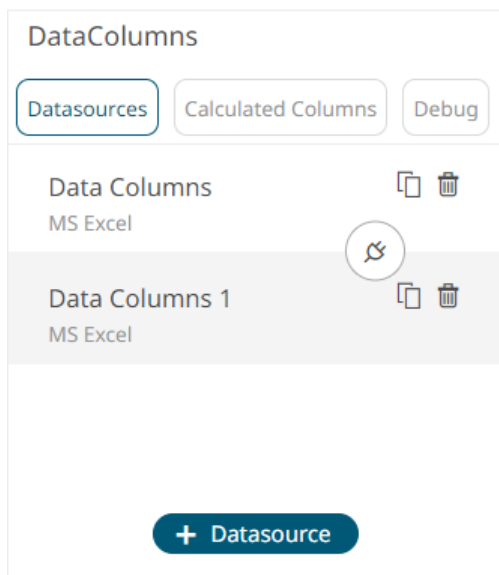 DataColumns
Datasources Calculated Columns Debug
Data Columns
MS Excel
Data Columns 1
MS Excel
+ Datasource